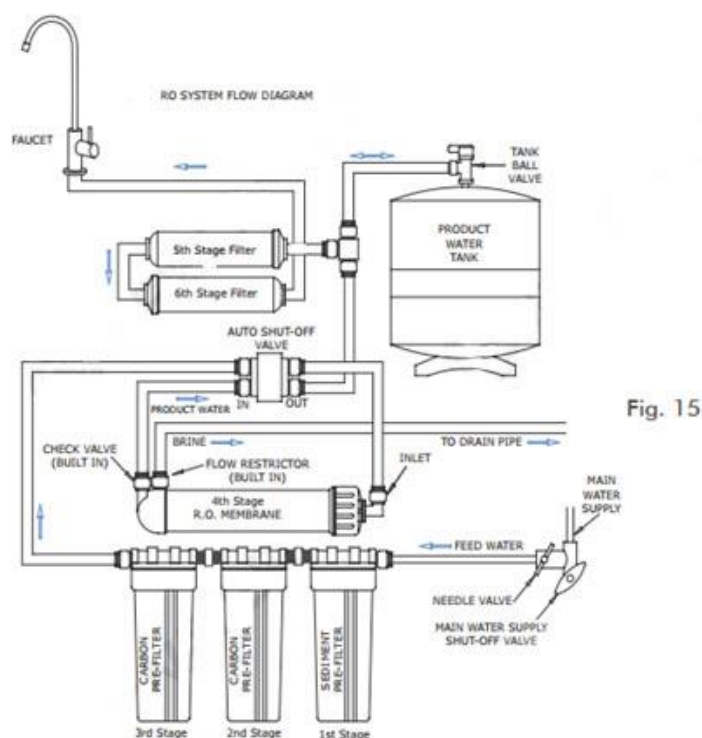 RO SYSTEM FLOW DIAGRAM
FAUCET
TANK
BALL
VALVE
PRODUCT
WATER
TANK
5th Stage Filter
6th Stage Filter
AUTO SHUT-OFF
VALVE
IN
OUT
PRODUCT WATER
Fig. 15
BRINE
TO DRAIN PIPE
CHECK VALVE
(BUILT IN)
FLOW RESTRICTOR
(BUILT IN)
INLET
4th Stage
R.O. MEMBRANE
MAIN
WATER
SUPPLY
FEED WATER
NEEDLE VALVE
MAIN WATER SUPPLY
SHUT-OFF VALVE
CARBON
PRE-FILTER
CARBON
PRE-FILTER
SEDIMENT
PRE-FILTER
3rd Stage
2nd Stage
1st Stage